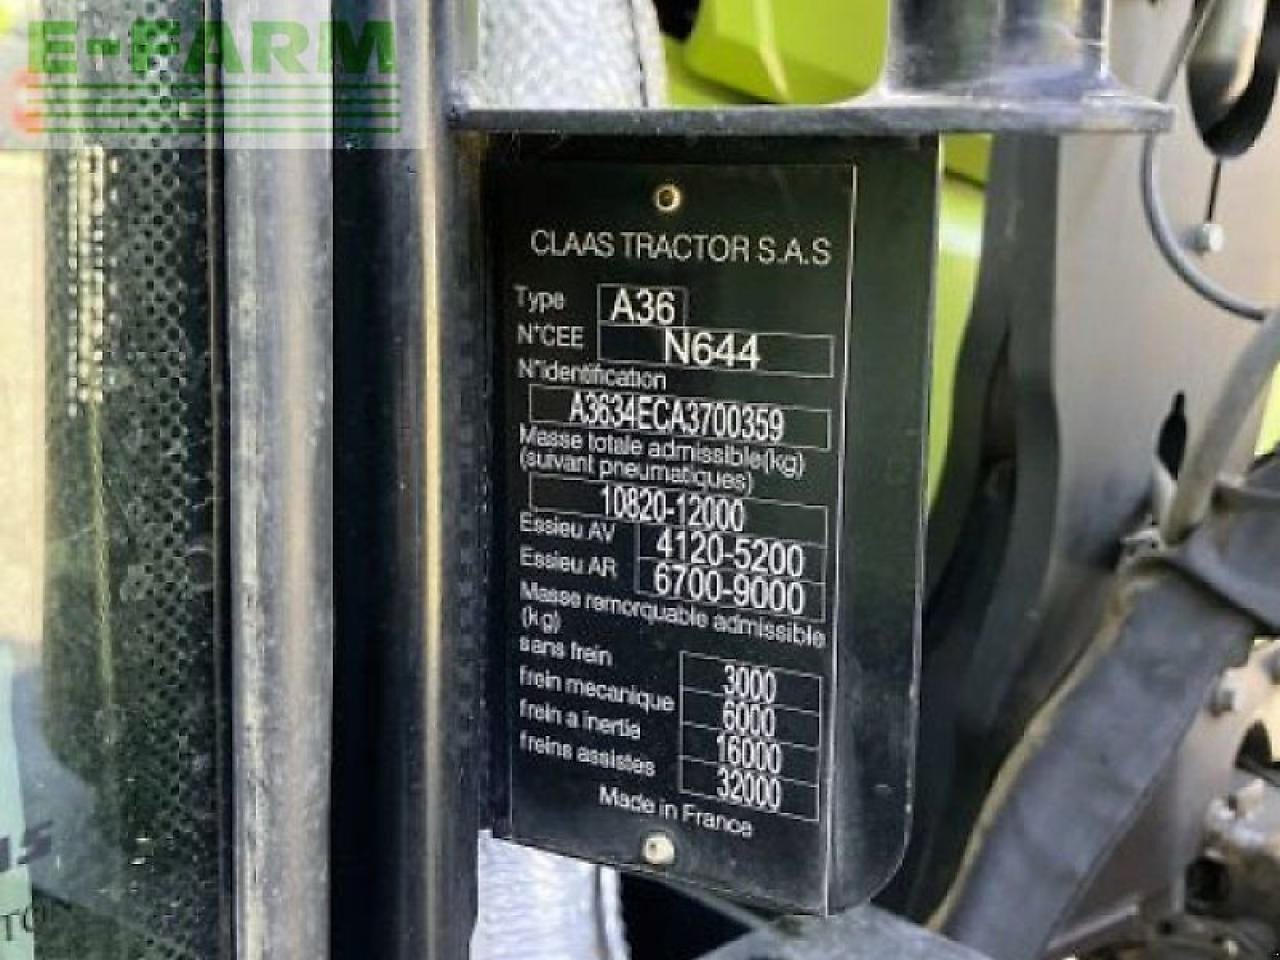 E-FARM
CLAAS TRACTOR S.A.S
Type A36
N°CEE N644
N°identification
A3634ECA3700359
Masse totale admissible(kg)
(suivant pneumatiques)
10820-12000
Essieu AV 4120-5200
Essieu AR 6700-9000
Masse remorquable admissible
(kg)
sans frein 3000
frein mecanique 6000
frein a inertie 16000
freins assistes 32000
Made in France